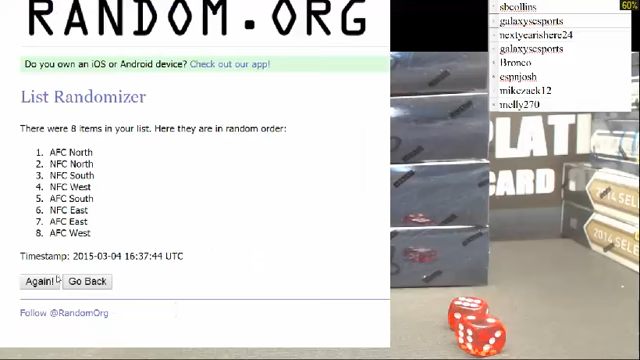 RANDOM.ORG
Do you own an iOS or Android device? Check out our app!
List Randomizer
There were 8 items in your list. Here they are in random order:
1. AFC North
2. NFC North
3. NFC South
4. NFC West
5. AFC South
6. NFC East
7. AFC East
8. AFC West
Timestamp: 2015-03-04 16:37:44 UTC
Again! Go Back
Follow @RandomOrg
60%
sbcollins
galaxysesports
nextyearishere24
galaxysesports
Bronco
espnjosh
mikezack12
melly270
PLATI
CARD
2014 SELE
2014 SELE